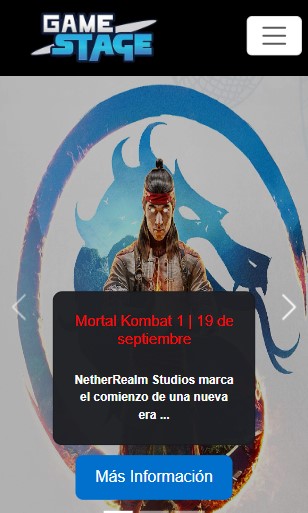 GAME
STAGE
Mortal Kombat 1 | 19 de
septiembre
NetherRealm Studios marca
el comienzo de una nueva
era ...
Más Información